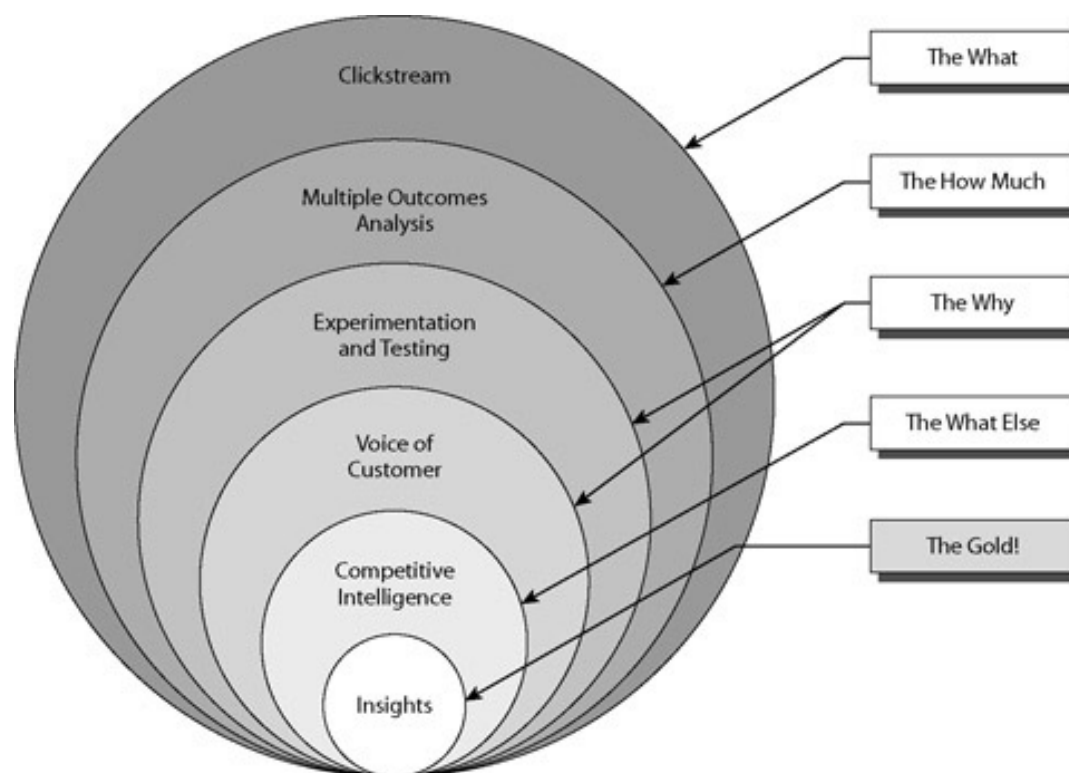 Clickstream
Multiple Outcomes
Analysis
Experimentation
and Testing
Voice of
Customer
Competitive
Intelligence
Insights
The What
The How Much
The Why
The What Else
The Gold!